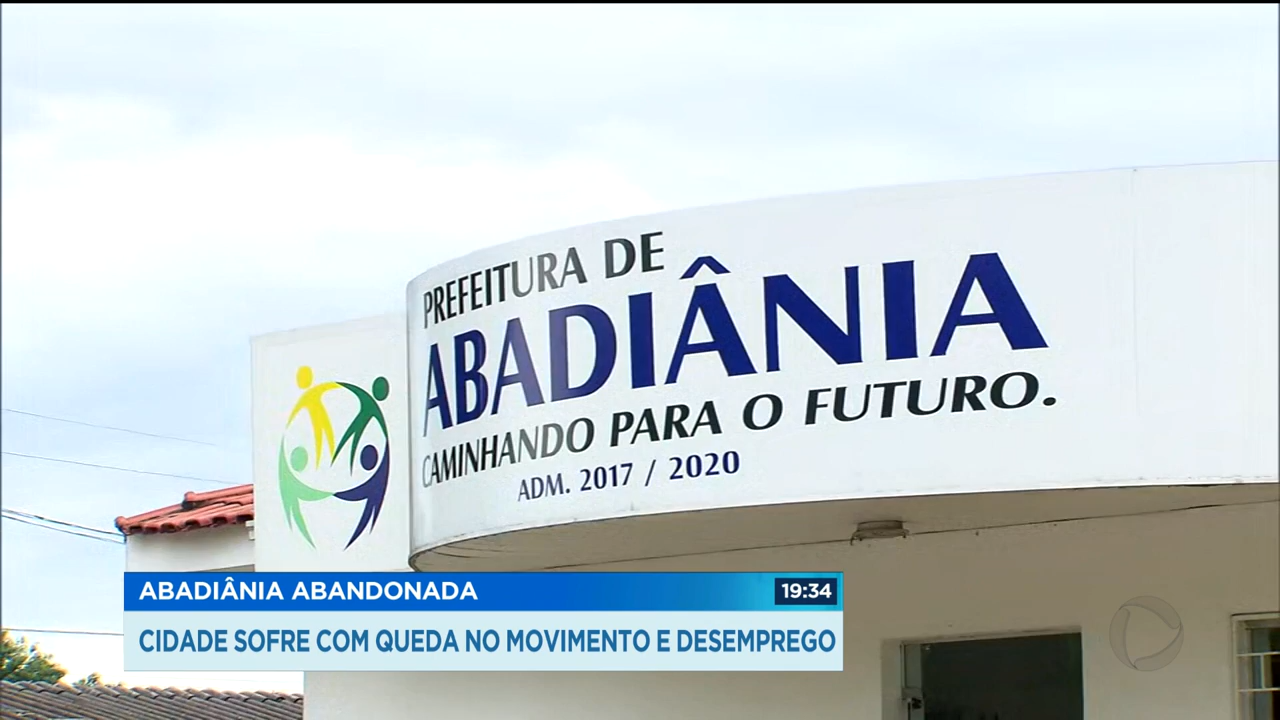 PREFEITURA DE
ABADIÂNIA
CAMINHANDO PARA O FUTURO.
ADM. 2017 / 2020
ABADIÂNIA ABANDONADA
19:34
CIDADE SOFRE COM QUEDA NO MOVIMENTO E DESEMPREGO